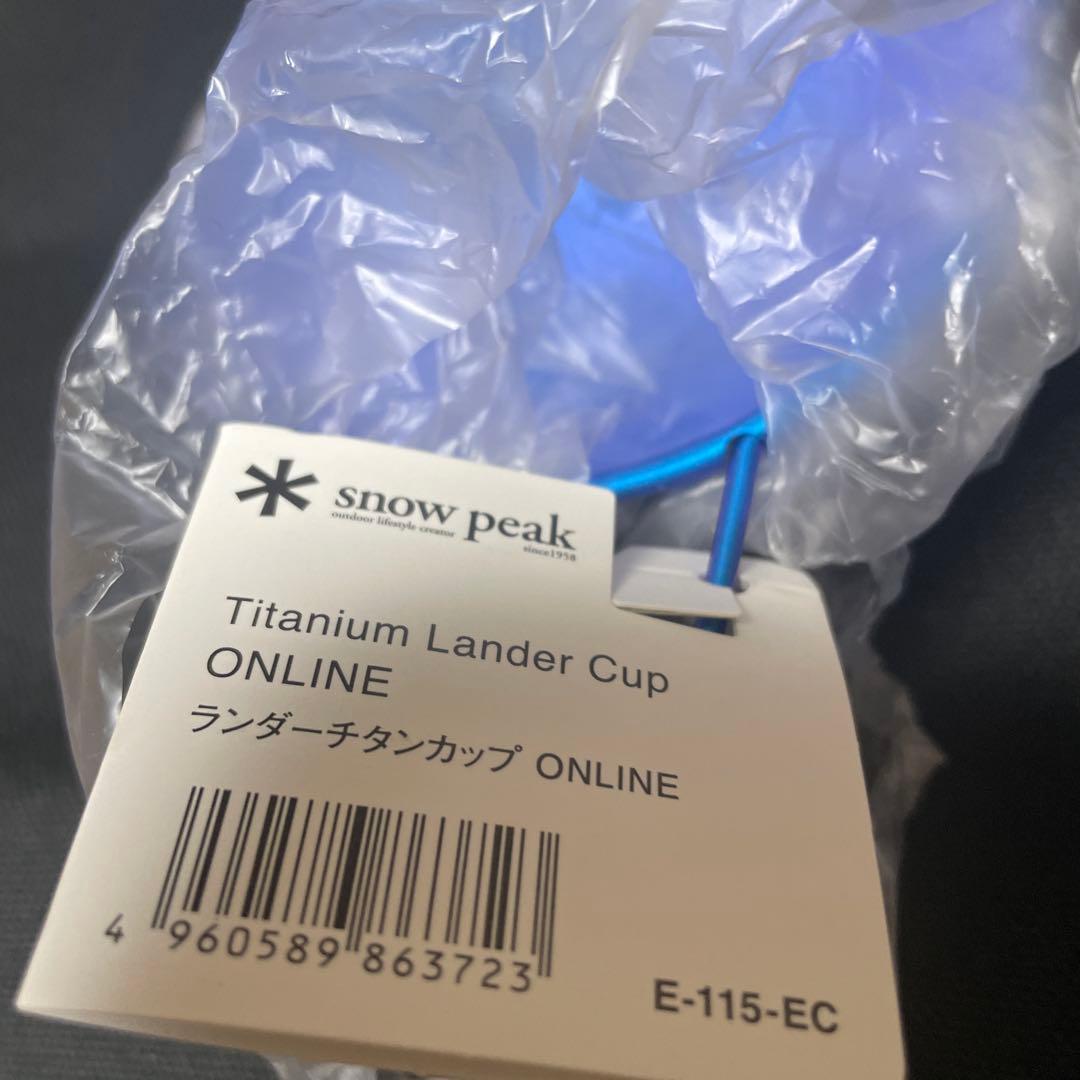 snow peak
outdoor lifestyle creator
since1958
Titanium Lander Cup
ONLINE
ランダーチタンカップ ONLINE
4 960589 863723
E-115-EC